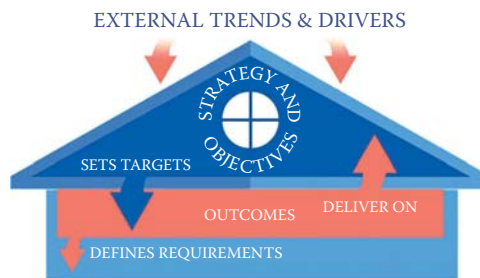 EXTERNAL TRENDS & DRIVERS
STRATEGY AND
OBJECTIVES
SETS TARGETS
OUTCOMES
DELIVER ON
DEFINES REQUIREMENTS